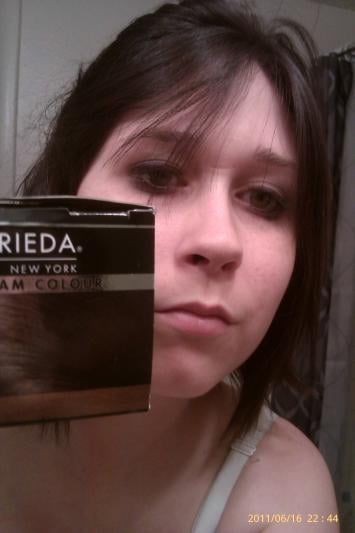 RIEDA®
NEW YORK
AM COLOUR
2011/06/16 22:44